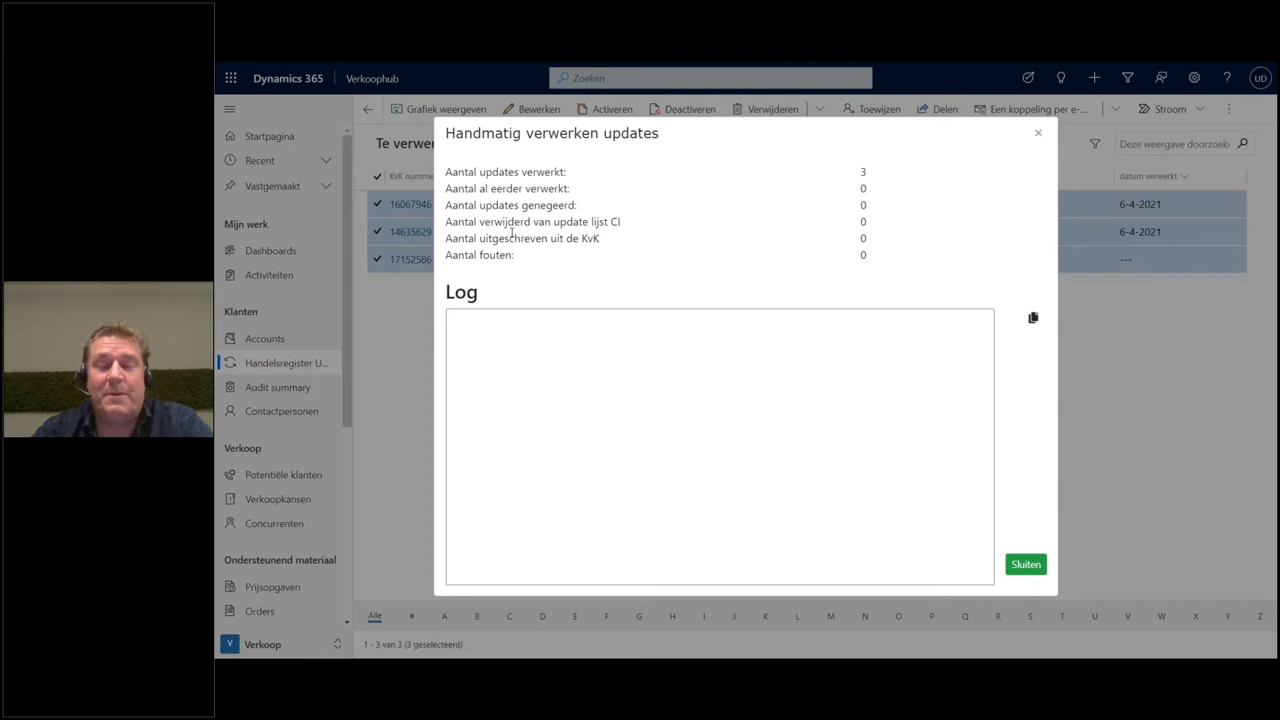 Dynamics 365
Verkoophub
Zoeken
UD
Grafiek weergeven
Bewerken
Activeren
Deactiveren
Verwijderen
Toewijzen
Delen
Een koppeling per e-...
Stroom
Startpagina
Recent
Vastgemaakt
Mijn werk
Dashboards
Activiteiten
Klanten
Accounts
Handelsregister U...
Audit summary
Contactpersonen
Verkoop
Potentiële klanten
Verkoopkansen
Concurrenten
Ondersteunend materiaal
Prijsopgaven
Orders
V Verkoop
Te verwer
Deze weergave doorzoek
KvK numme
datum verwerkt
16067946
6-4-2021
14635629
6-4-2021
17152586
---
Handmatig verwerken updates
×
Aantal updates verwerkt: 3
Aantal al eerder verwerkt: 0
Aantal updates genegeerd: 0
Aantal verwijderd van update lijst CI 0
Aantal uitgeschreven uit de KvK 0
Aantal fouten: 0
Log
Sluiten
Alle # A B C D E F G H I J K L M N O P Q R S T U V W X Y Z
1 - 3 van 3 (3 geselecteerd)